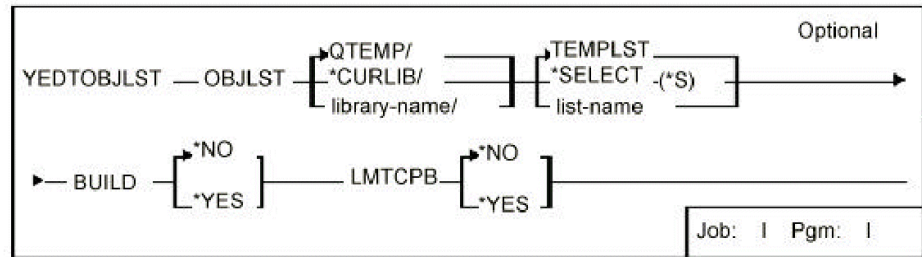 Optional
QTEMP/ TEMPLST
YEDTOBJLST OBJLST *CURLIB/ *SELECT -(*S)
library-name/ list-name
*NO *NO
BUILD LMTCPB
*YES *YES
Job: I Pgm: I